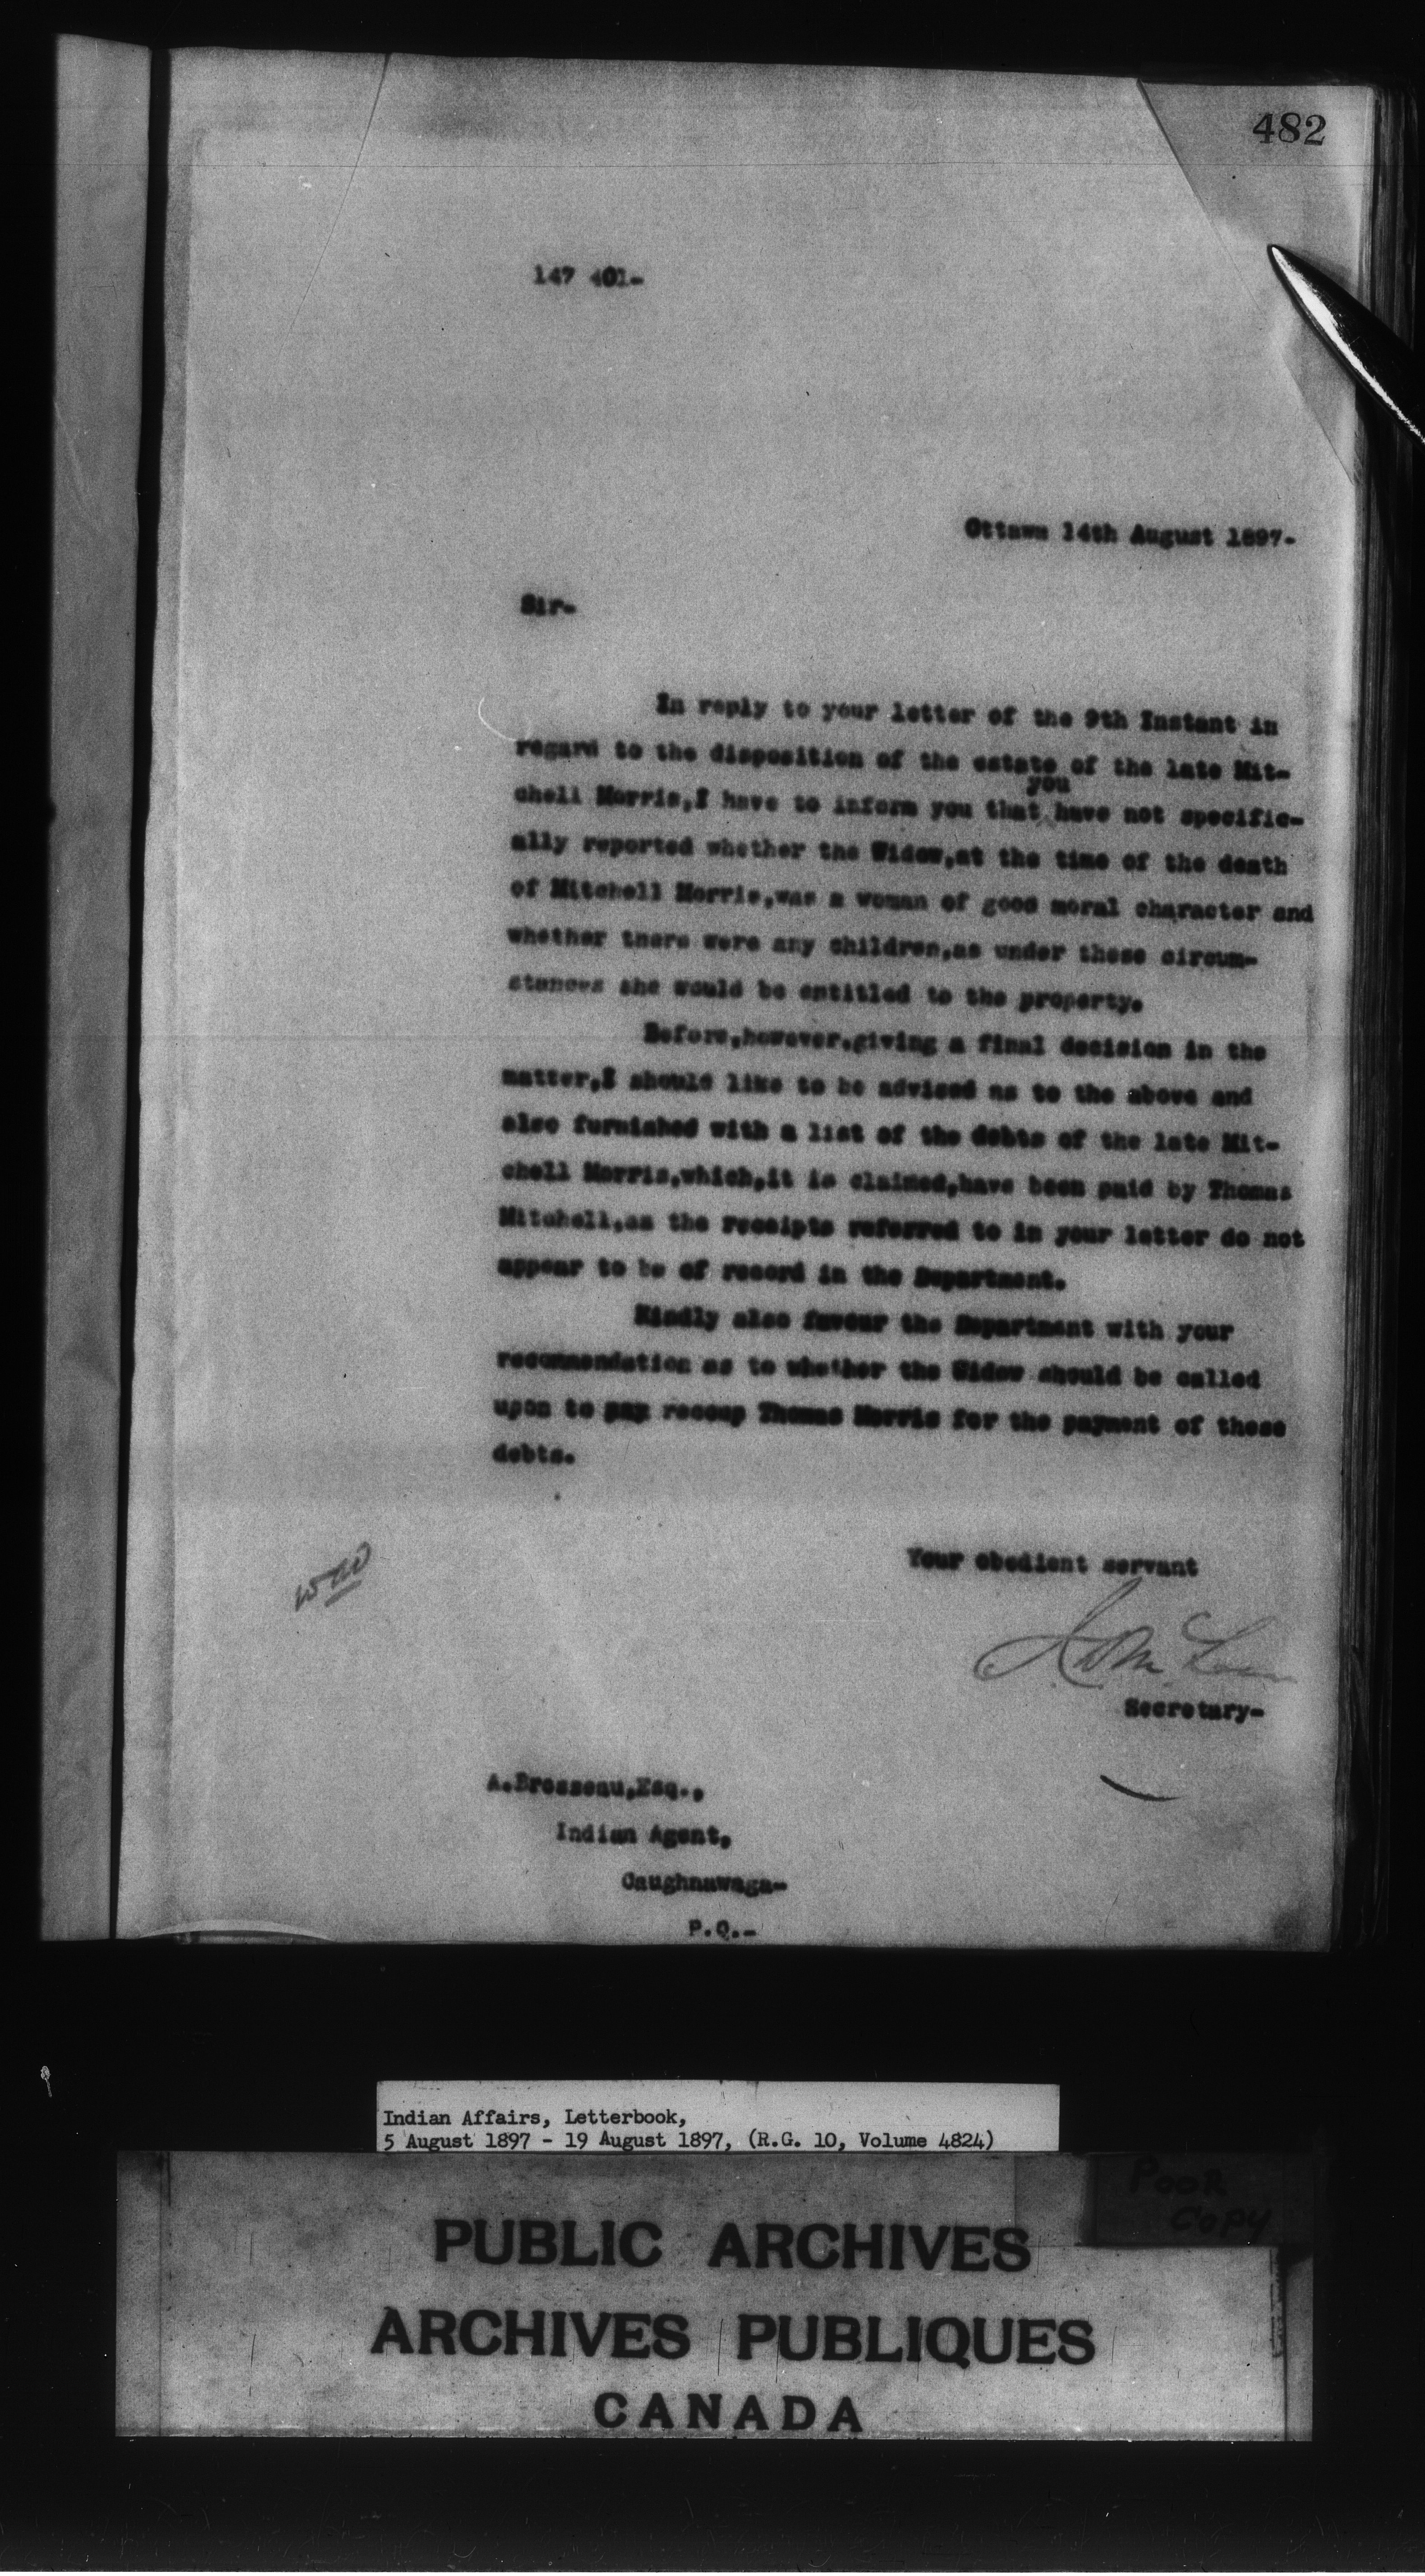 482
147 401-
Ottawa 14th August 1897-
Sir-
In reply to your letter of the 9th Instant in
regard to the disposition of the estate of the late Mit-
chell Morris,I have to inform you that you have not specific-
ally reported whether the Widow,at the time of the death
of Mitchell Morris,was a woman of good moral character and
whether there were any children,as under these circum-
stances she would be entitled to the property.
Before,however,giving a final decision in the
matter,I should like to be advised as to the above and
also furnished with a list of the debts of the late Mit-
chell Morris,which,it is claimed,have been paid by Thomas
Mitchell,as the receipts referred to in your letter do not
appear to be of record in the Department.
Kindly also favour the Department with your
recommendation as to whether the Widow should be called
upon to pay recoup Thomas Morris for the payment of these
debts.
Your obedient servant
Secretary-
A.Brosseau,Esq.,
Indian Agent,
Caughnawaga-
P.Q.-
Indian Affairs, Letterbook,
5 August 1897 - 19 August 1897, (R.G. 10, Volume 4824)
POOR
COPY
PUBLIC ARCHIVES
ARCHIVES PUBLIQUES
CANADA